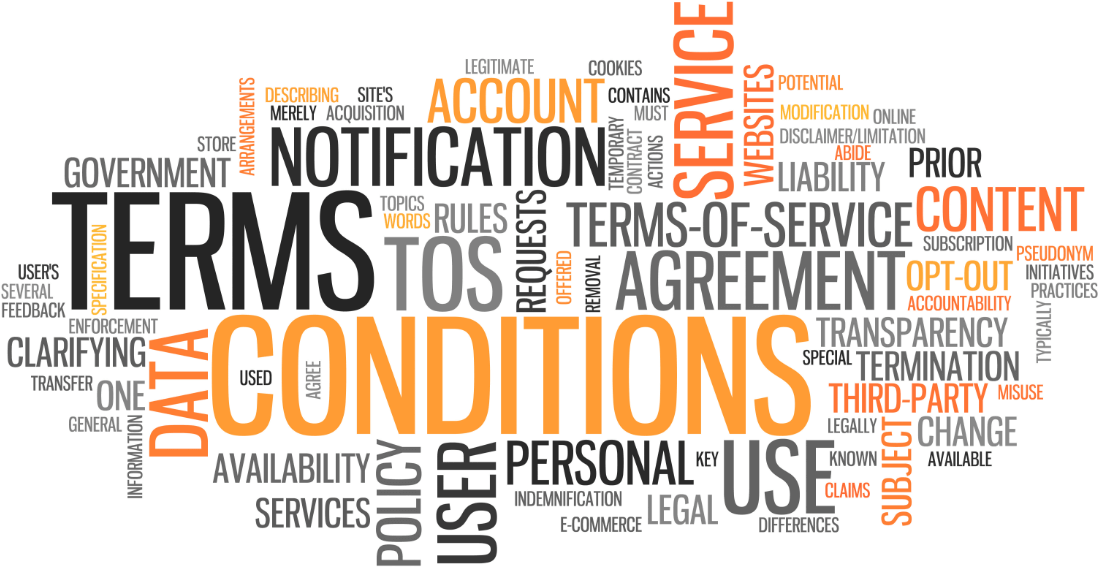 SERVICE
LEGITIMATE
COOKIES
DESCRIBING
SITE'S
ACCOUNT
CONTAINS
WEBSITES
POTENTIAL
ARRANGEMENTS
MERELY
ACQUISITION
MUST
MODIFICATION
ONLINE
STORE
NOTIFICATION
TEMPORARY
CONTRACT
ACTIONS
DISCLAIMER/LIMITATION
ABIDE
GOVERNMENT
LIABILITY
PRIOR
TERMS
TOPICS
WORDS
RULES
REQUESTS
TERMS-OF-SERVICE
CONTENT
SPECIFICATION
TOS
OFFERED
REMOVAL
AGREEMENT
SUBSCRIPTION
PSEUDONYM
USER'S
OPT-OUT
INITIATIVES
SEVERAL
ACCOUNTABILITY
PRACTICES
FEEDBACK
ENFORCEMENT
CONDITIONS
TRANSPARENCY
TYPICALLY
CLARIFYING
DATA
USED
AGREE
SPECIAL
TERMINATION
TRANSFER
ONE
THIRD-PARTY
MISUSE
GENERAL
INFORMATION
LEGALLY
SUBJECT
CHANGE
AVAILABILITY
POLICY
USER
PERSONAL
KEY
USE
KNOWN
AVAILABLE
SERVICES
INDEMNIFICATION
CLAIMS
E-COMMERCE
LEGAL
DIFFERENCES